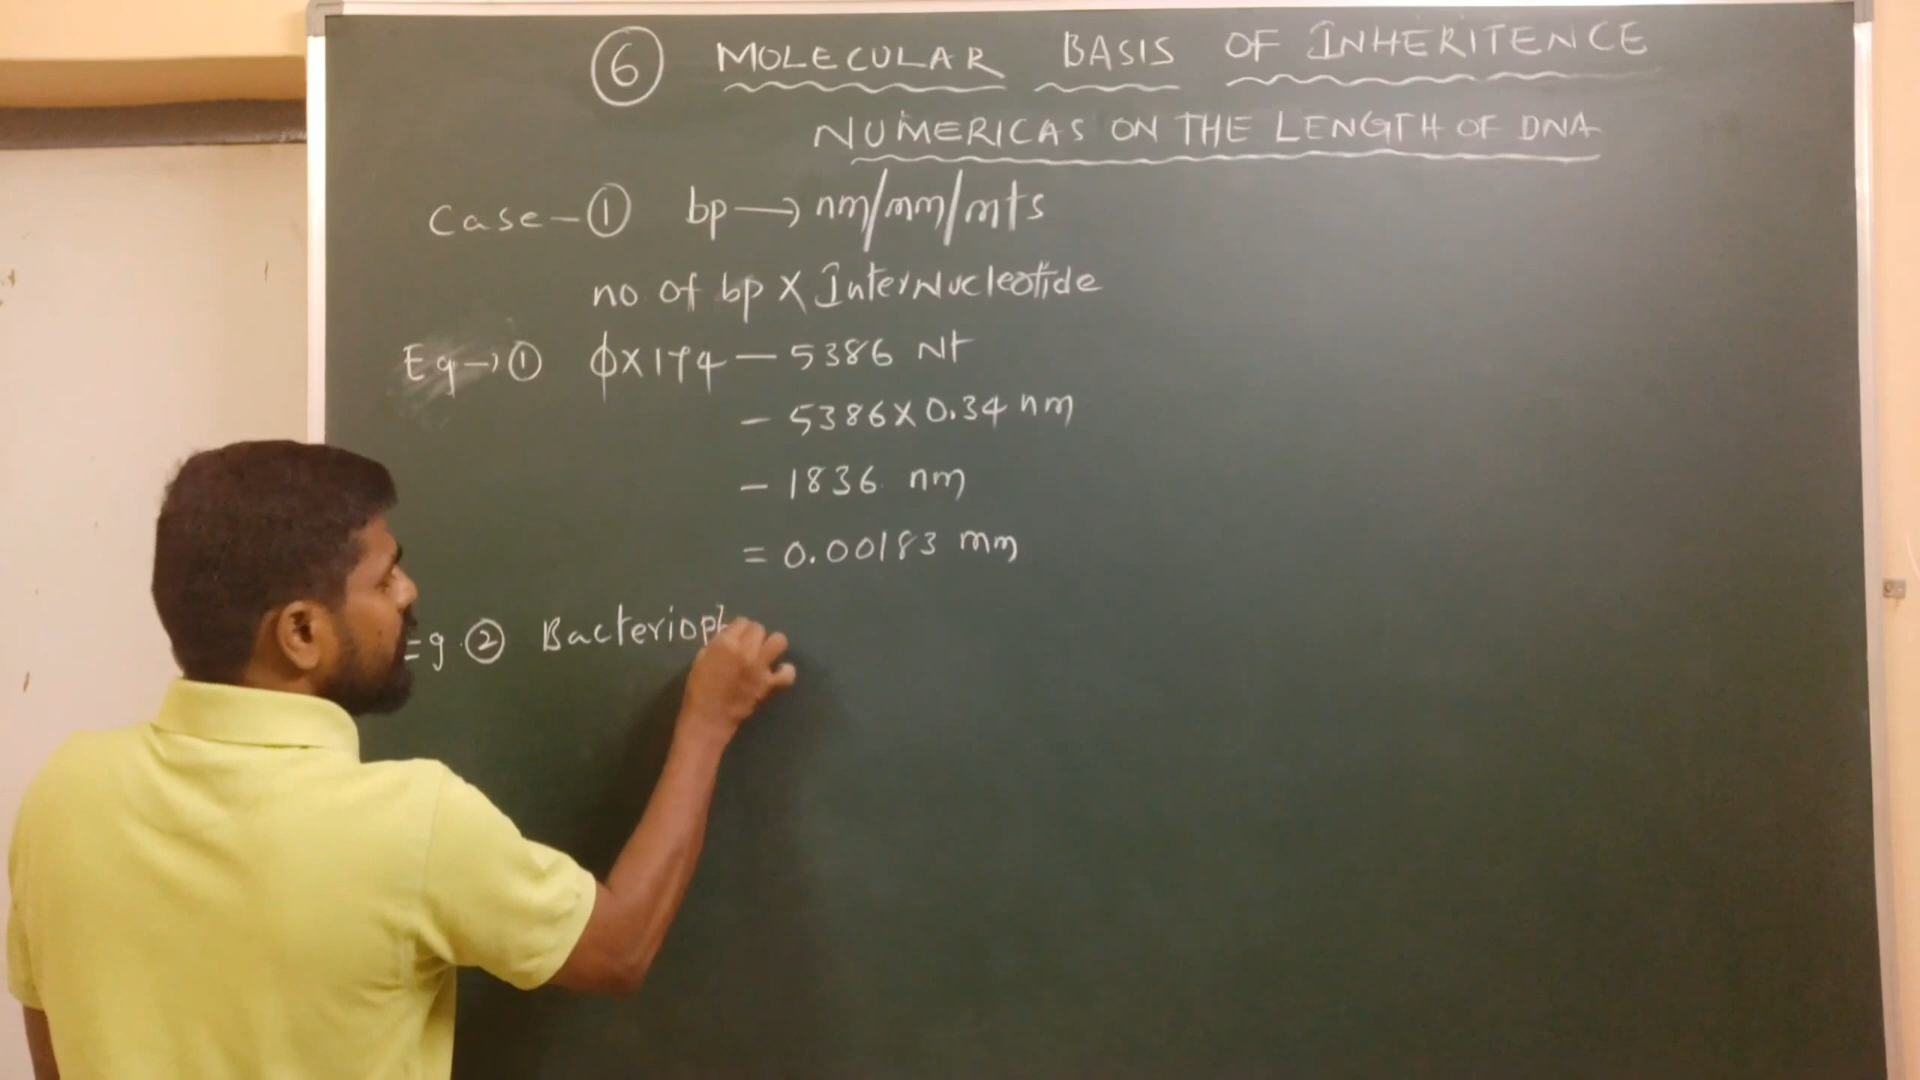 ⑥ MOLECULAR BASIS OF INHERITENCE
NUMERICAS ON THE LENGTH OF DNA
Case-① bp → nm/mm/mts
no of bp X InterNucleotide
Eg→① ϕX174 - 5386 Nt
- 5386 X 0.34 nm
- 1836 nm
= 0.00183 mm
Eg.② Bacterioph